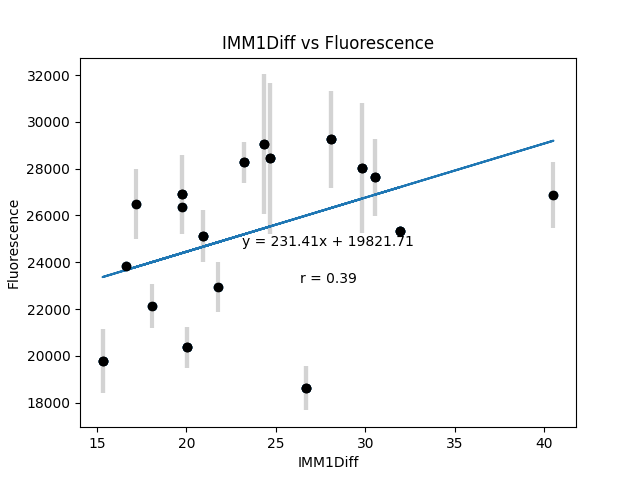 IMM1Diff vs Fluorescence
32000
30000
28000
26000
24000
22000
20000
18000
Fluorescence
y = 231.41x + 19821.71
r = 0.39
15 20 25 30 35 40
IMM1Diff